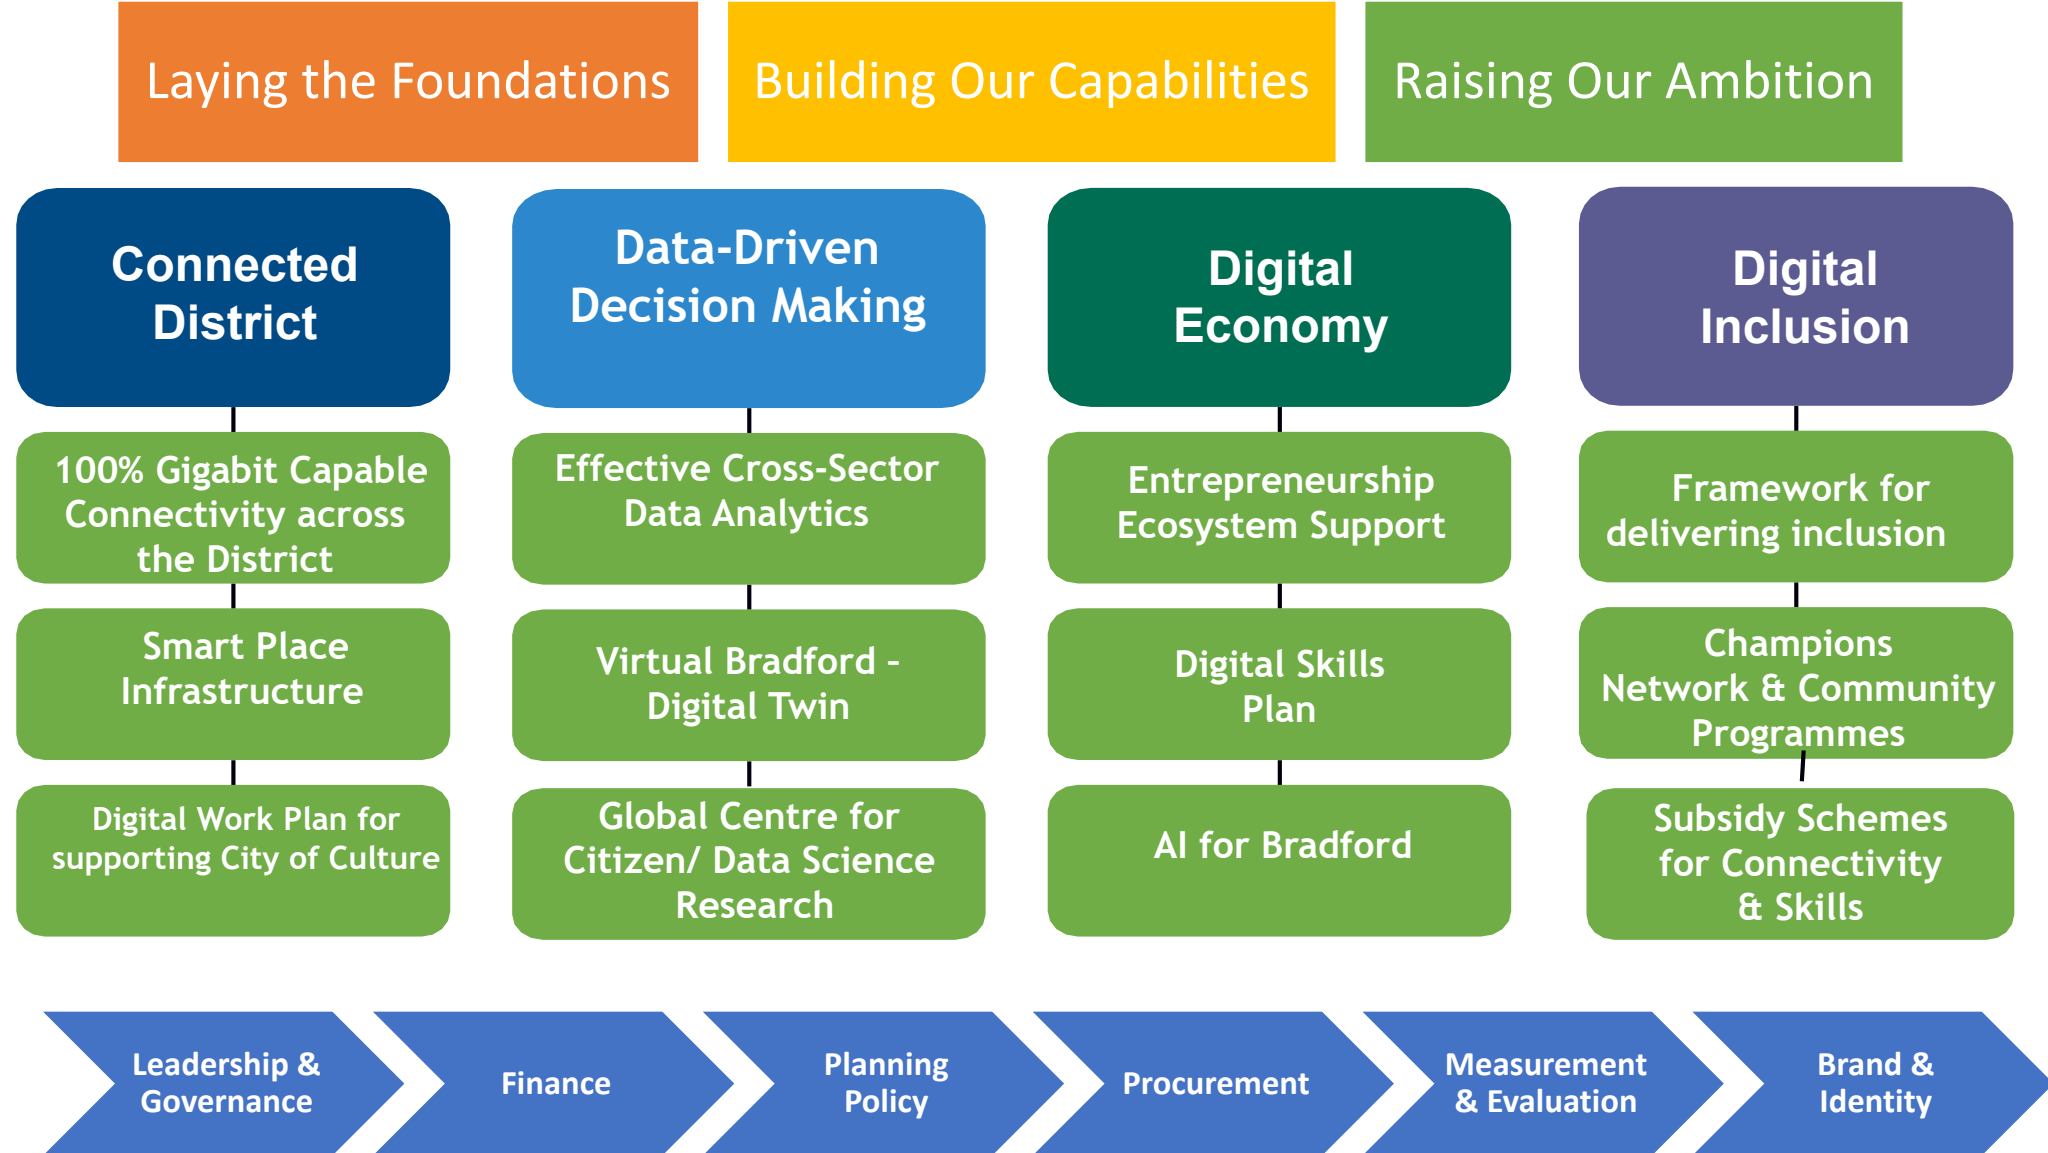 Laying the Foundations
Building Our Capabilities
Raising Our Ambition
Connected
District
100% Gigabit Capable
Connectivity across
the District
Smart Place
Infrastructure
Digital Work Plan for
supporting City of Culture
Data-Driven
Decision Making
Effective Cross-Sector
Data Analytics
Virtual Bradford –
Digital Twin
Global Centre for
Citizen/ Data Science
Research
Digital
Economy
Entrepreneurship
Ecosystem Support
Digital Skills
Plan
AI for Bradford
Digital
Inclusion
Framework for
delivering inclusion
Champions
Network & Community
Programmes
Subsidy Schemes
for Connectivity
& Skills
Leadership &
Governance
Finance
Planning
Policy
Procurement
Measurement
& Evaluation
Brand &
Identity